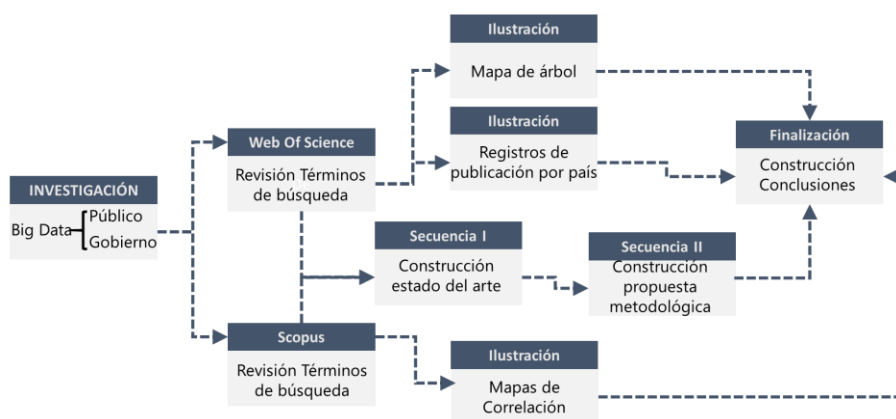 INVESTIGACIÓN
Big Data
Público
Gobierno
Web Of Science
Revisión Términos
de búsqueda
Scopus
Revisión Términos
de búsqueda
Ilustración
Mapa de árbol
Ilustración
Registros de
publicación por país
Secuencia I
Construcción
estado del arte
Secuencia II
Construcción
propuesta
metodológica
Ilustración
Mapas de
Correlación
Finalización
Construcción
Conclusiones